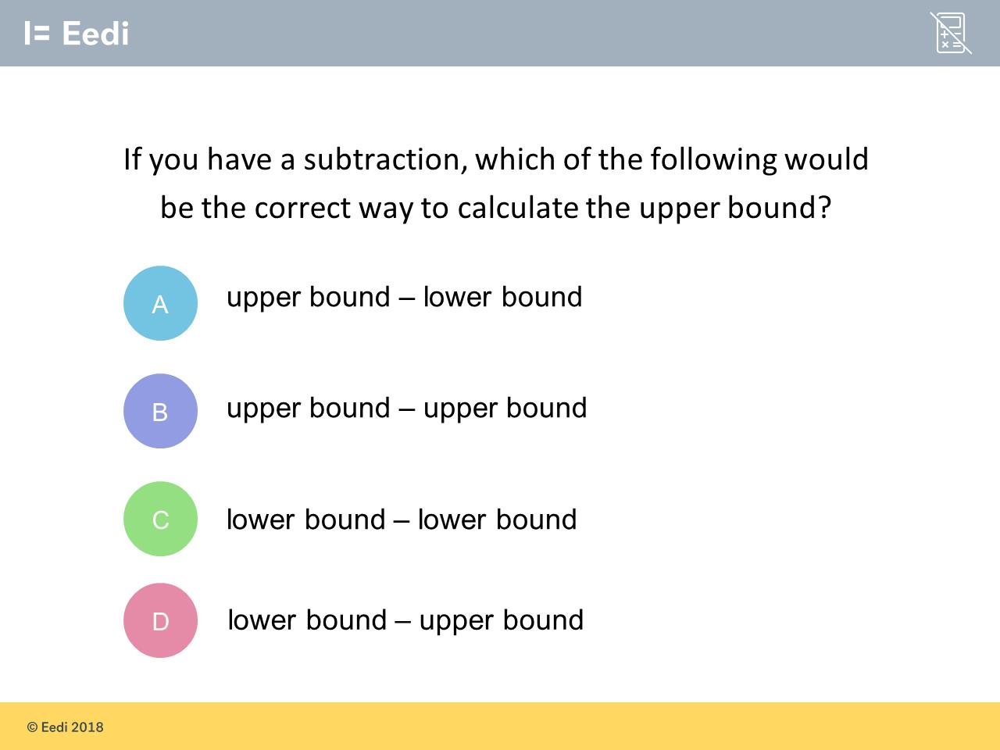 Eedi
If you have a subtraction, which of the following would
be the correct way to calculate the upper bound?
A upper bound – lower bound
B upper bound – upper bound
C lower bound – lower bound
D lower bound – upper bound
© Eedi 2018